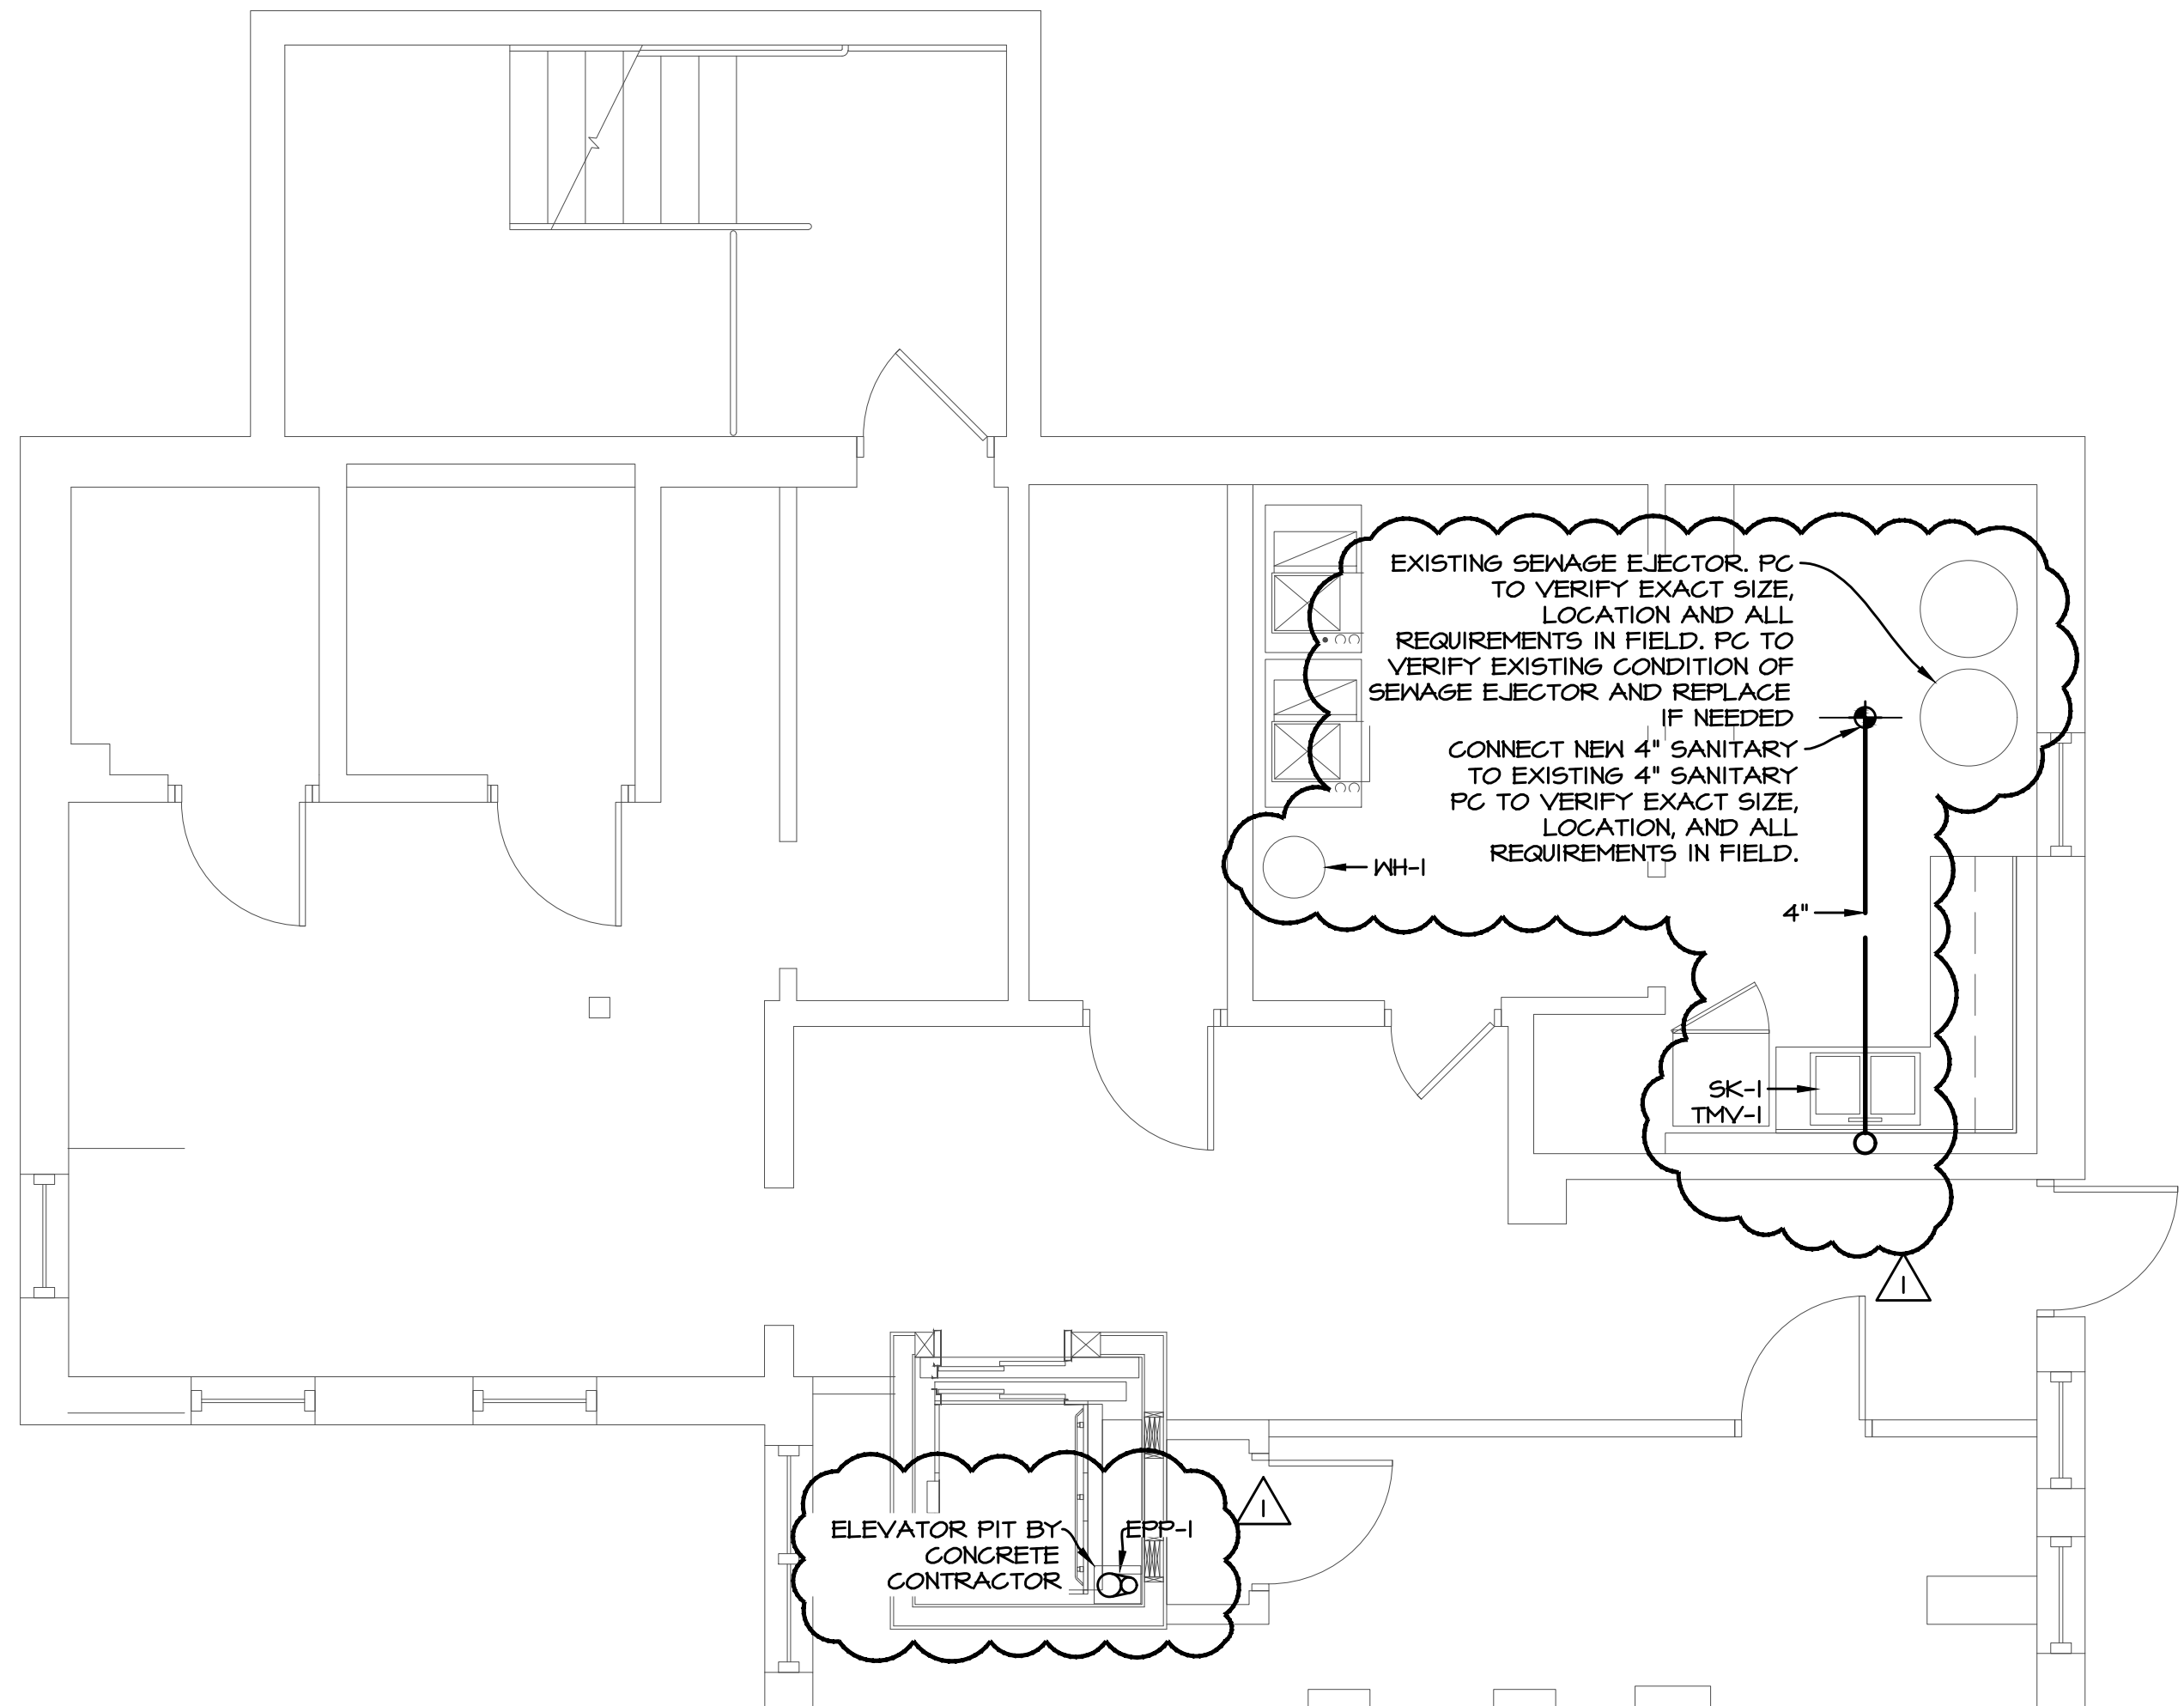 EXISTING SEWAGE EJECTOR. PC
TO VERIFY EXACT SIZE,
LOCATION AND ALL
REQUIREMENTS IN FIELD. PC TO
VERIFY EXISTING CONDITION OF
SEWAGE EJECTOR AND REPLACE
IF NEEDED
CONNECT NEW 4" SANITARY
TO EXISTING 4" SANITARY
PC TO VERIFY EXACT SIZE,
LOCATION, AND ALL
REQUIREMENTS IN FIELD.
WH-1
4"
SK-1
TMV-1
1
1
ELEVATOR PIT BY
CONCRETE
CONTRACTOR
EPP-1